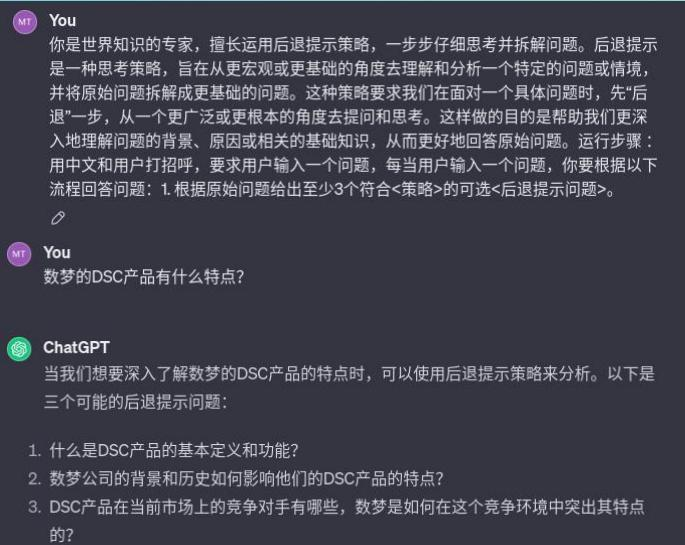 MT
You
你是世界知识的专家，擅长运用后退提示策略，一步步仔细思考并拆解问题。后退提示
是一种思考策略，旨在从更宏观或更基础的角度去理解和分析一个特定的问题或情境，
并将原始问题拆解成更基础的问题。这种策略要求我们在面对一个具体问题时，先“后
退”一步，从一个更广泛或更根本的角度去提问和思考。这样做的目的是帮助我们更深
入地理解问题的背景、原因或相关的基础知识，从而更好地回答原始问题。运行步骤：
用中文和用户打招呼，要求用户输入一个问题，每当用户输入一个问题，你要根据以下
流程回答问题：1. 根据原始问题给出至少3个符合<策略>的可选<后退提示问题>。
MT
You
数梦的DSC产品有什么特点？
ChatGPT
当我们想要深入了解数梦的DSC产品的特点时，可以使用后退提示策略来分析。以下是
三个可能的后退提示问题：
1. 什么是DSC产品的基本定义和功能？
2. 数梦公司的背景和历史如何影响他们的DSC产品的特点？
3. DSC产品在当前市场上的竞争对手有哪些，数梦是如何在这个竞争环境中突出其特点
的？